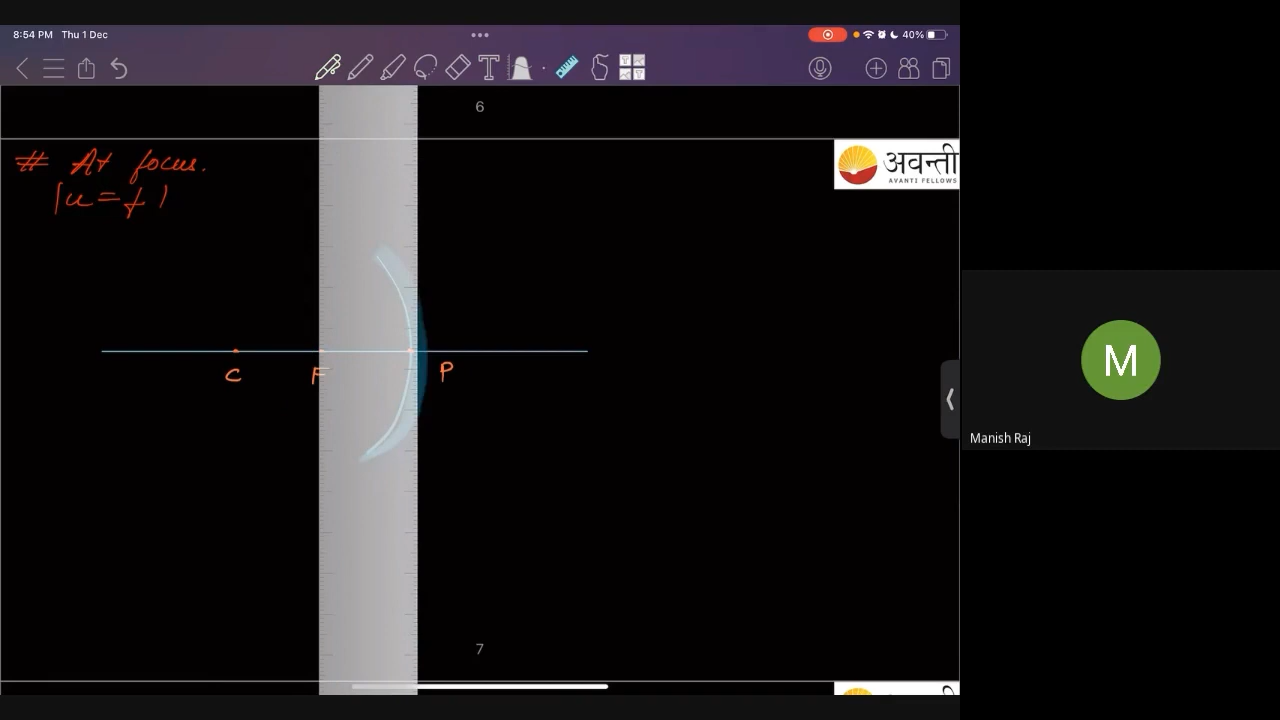 8:54 PM Thu 1 Dec
40%
6
# At focus.
(u = f)
अवन्ती
AVANTI FELLOWS
C F P
M
Manish Raj
7